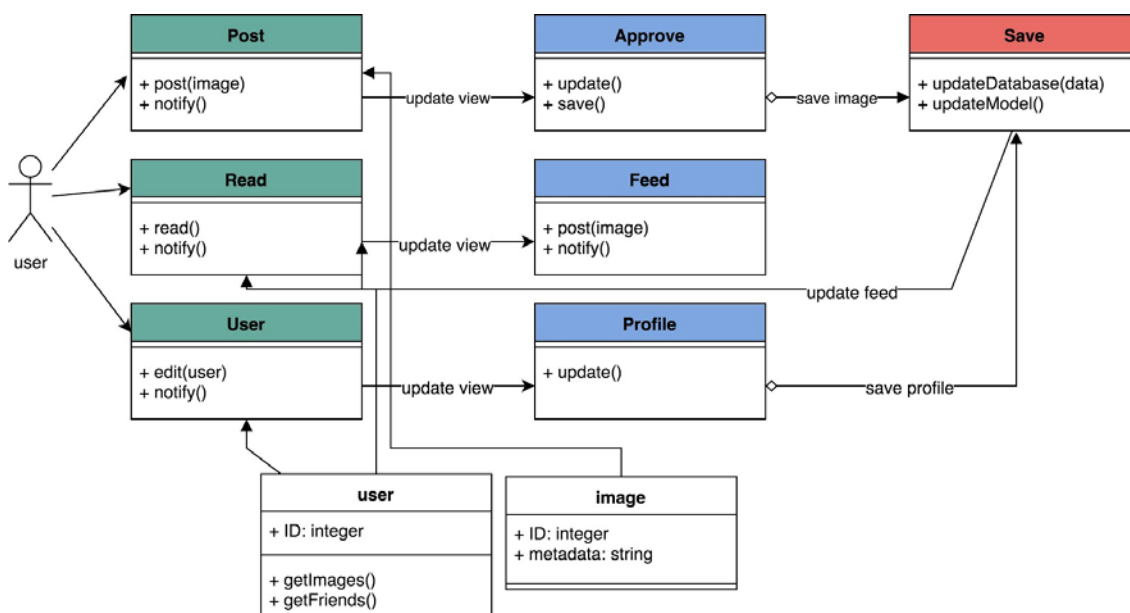 Post
+ post(image)
+ notify()
update view
Approve
+ update()
+ save()
save image
Save
+ updateDatabase(data)
+ updateModel()
user
Read
+ read()
+ notify()
update view
Feed
+ post(image)
+ notify()
update feed
User
+ edit(user)
+ notify()
update view
Profile
+ update()
save profile
user
+ ID: integer
+ getImages()
+ getFriends()
image
+ ID: integer
+ metadata: string